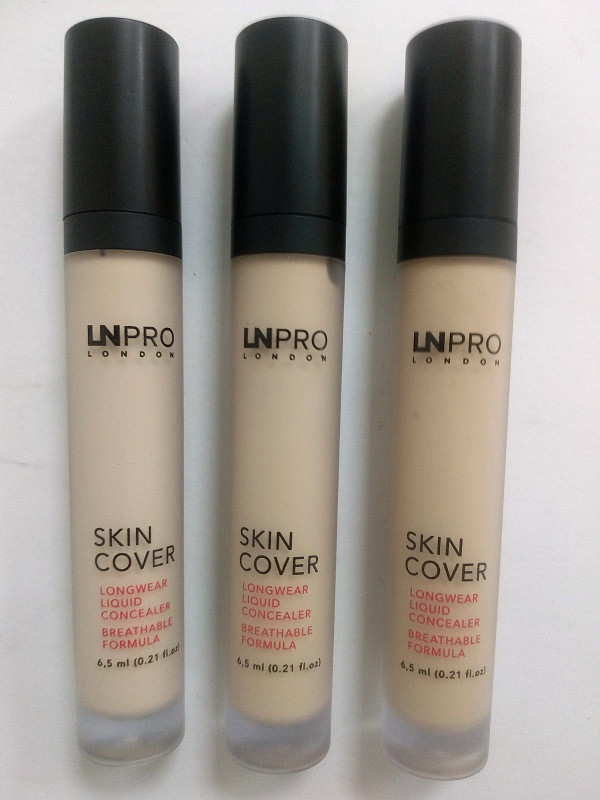 LNPRO
LONDON
SKIN
COVER
LONGWEAR
LIQUID
CONCEALER
BREATHABLE
FORMULA
6,5 ml (0.21 fl.oz)
LNPRO
LONDON
SKIN
COVER
LONGWEAR
LIQUID
CONCEALER
BREATHABLE
FORMULA
6,5 ml (0.21 fl.oz)
LNPRO
LONDON
SKIN
COVER
LONGWEAR
LIQUID
CONCEALER
BREATHABLE
FORMULA
6,5 ml (0.21 fl.oz)